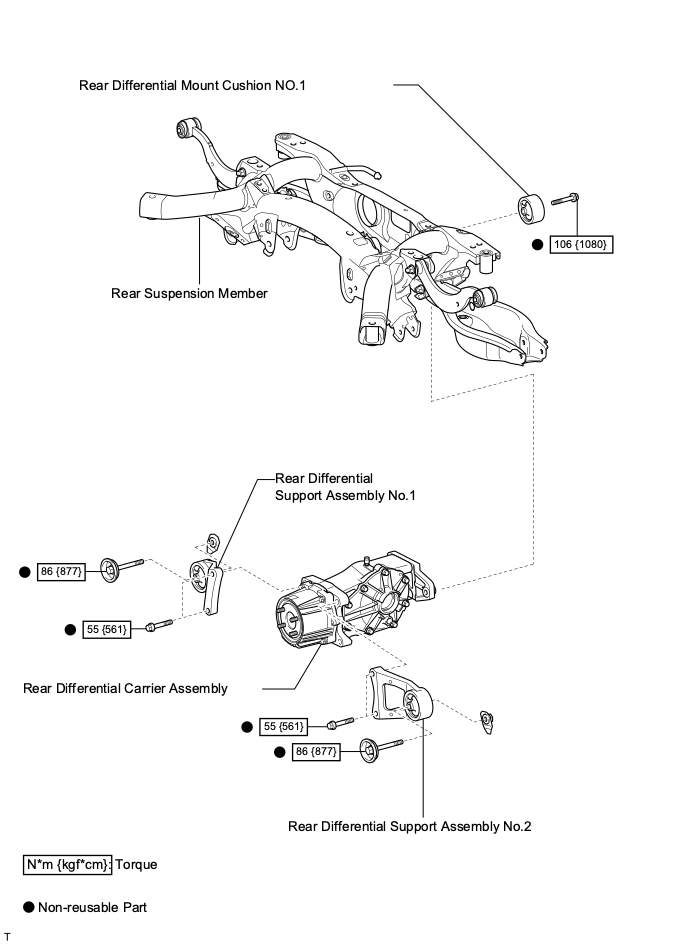 Rear Differential Mount Cushion NO.1
106 {1080}
Rear Suspension Member
Rear Differential
Support Assembly No.1
86 {877}
55 {561}
Rear Differential Carrier Assembly
55 {561}
86 {877}
Rear Differential Support Assembly No.2
N*m {kgf*cm}: Torque
Non-reusable Part
T